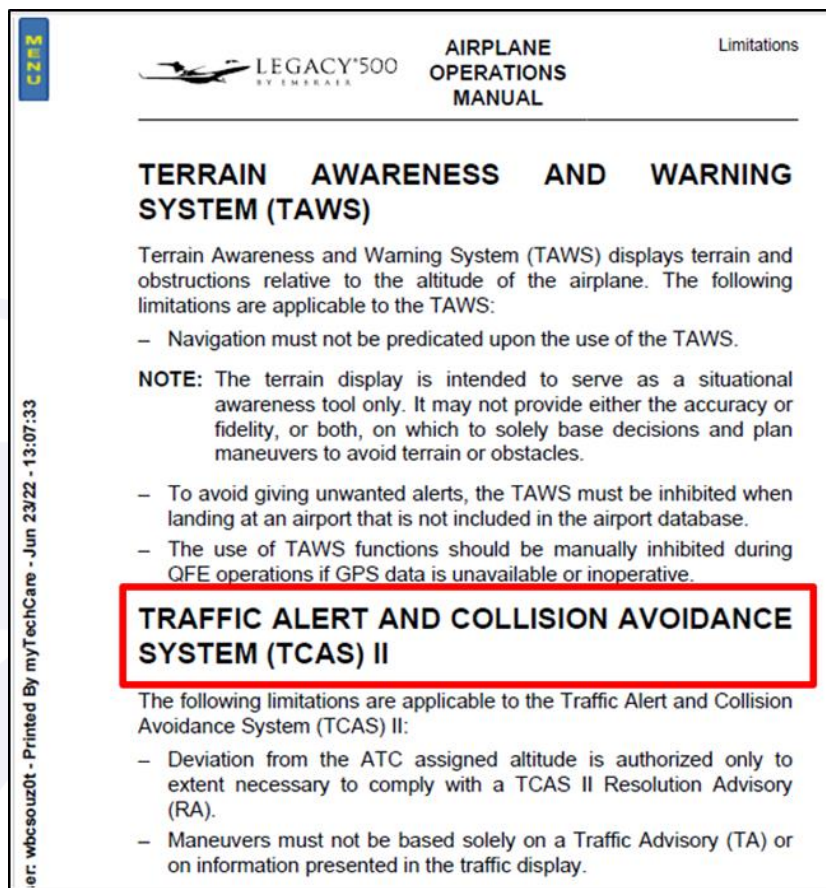 MENU
LEGACY'500
BY EMBRAER
AIRPLANE
OPERATIONS
MANUAL
Limitations
TERRAIN AWARENESS AND WARNING
SYSTEM (TAWS)
Terrain Awareness and Warning System (TAWS) displays terrain and
obstructions relative to the altitude of the airplane. The following
limitations are applicable to the TAWS:
– Navigation must not be predicated upon the use of the TAWS.
NOTE: The terrain display is intended to serve as a situational
awareness tool only. It may not provide either the accuracy or
fidelity, or both, on which to solely base decisions and plan
maneuvers to avoid terrain or obstacles.
– To avoid giving unwanted alerts, the TAWS must be inhibited when
landing at an airport that is not included in the airport database.
– The use of TAWS functions should be manually inhibited during
QFE operations if GPS data is unavailable or inoperative.
TRAFFIC ALERT AND COLLISION AVOIDANCE
SYSTEM (TCAS) II
The following limitations are applicable to the Traffic Alert and Collision
Avoidance System (TCAS) II:
– Deviation from the ATC assigned altitude is authorized only to
extent necessary to comply with a TCAS II Resolution Advisory
(RA).
– Maneuvers must not be based solely on a Traffic Advisory (TA) or
on information presented in the traffic display.
er: wbcsouz0t - Printed By myTechCare - Jun 23/22 - 13:07:33